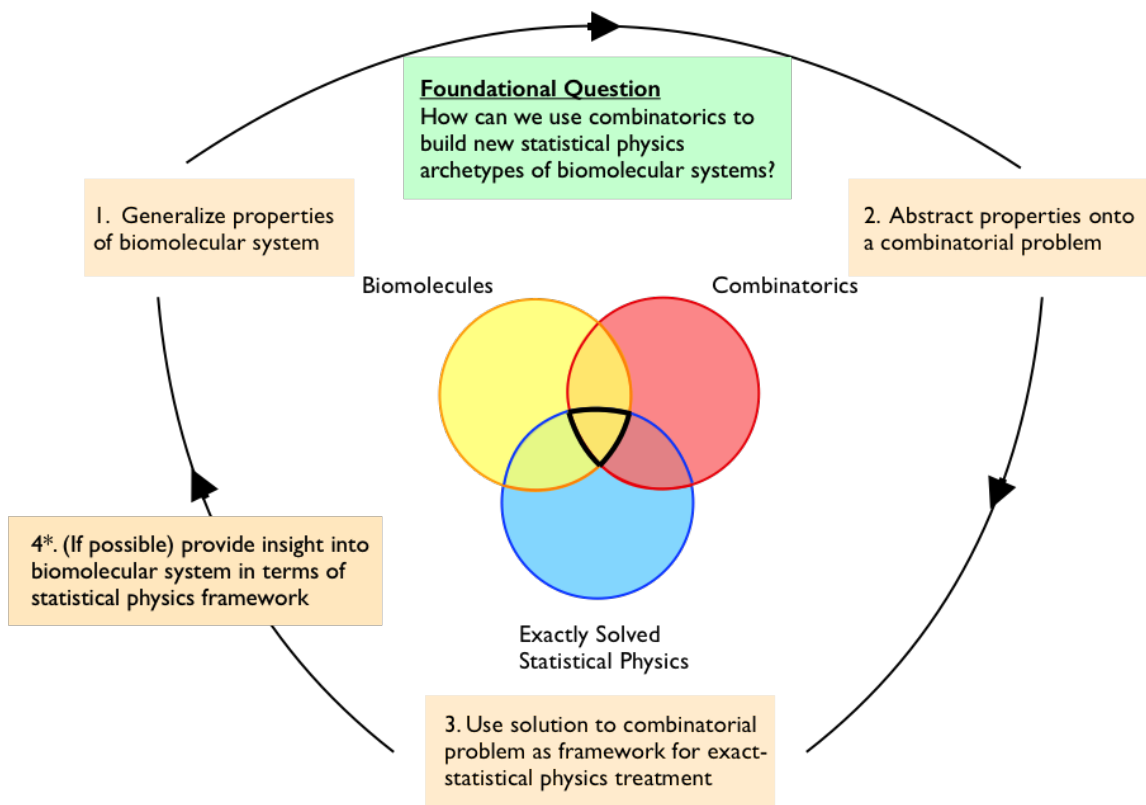 Foundational Question
How can we use combinatorics to
build new statistical physics
archetypes of biomolecular systems?
1. Generalize properties
of biomolecular system
2. Abstract properties onto
a combinatorial problem
Biomolecules
Combinatorics
4*. (If possible) provide insight into
biomolecular system in terms of
statistical physics framework
Exactly Solved
Statistical Physics
3. Use solution to combinatorial
problem as framework for exact-
statistical physics treatment